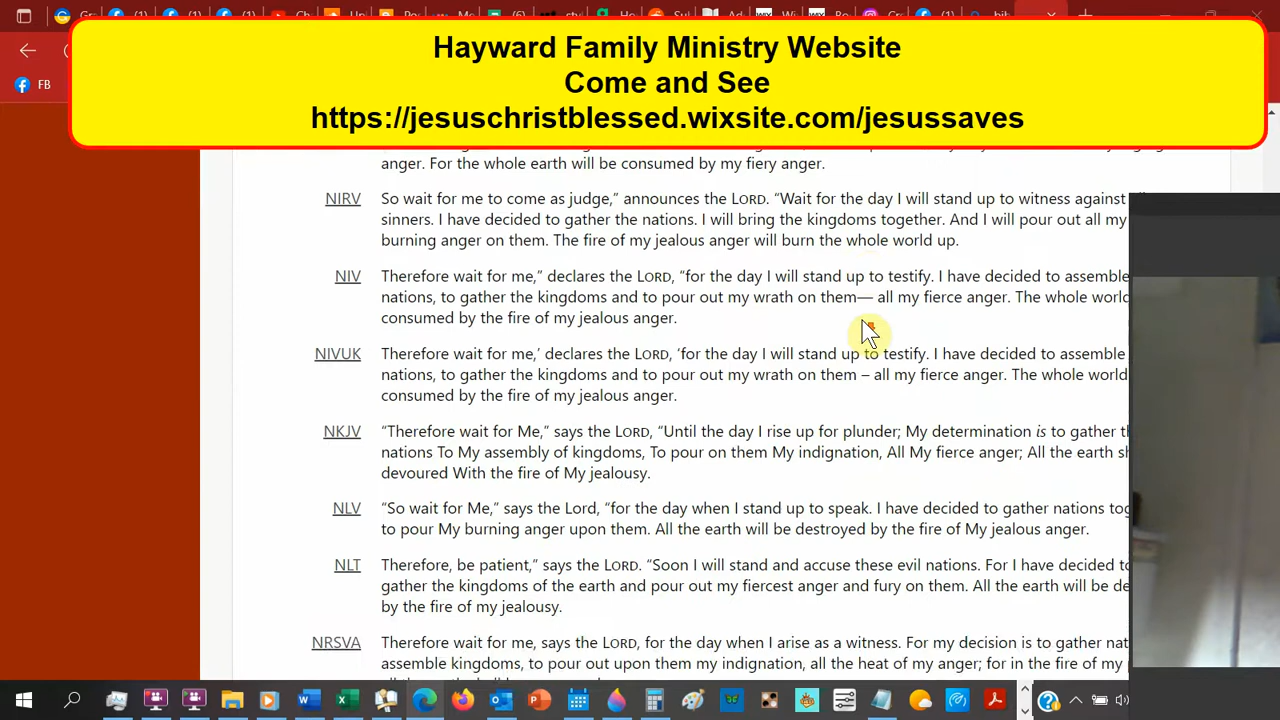 Hayward Family Ministry Website
Come and See
https://jesuschristblessed.wixsite.com/jesussaves
FB
anger. For the whole earth will be consumed by my fiery anger.
NIRV So wait for me to come as judge,” announces the LORD. “Wait for the day I will stand up to witness against
sinners. I have decided to gather the nations. I will bring the kingdoms together. And I will pour out all my
burning anger on them. The fire of my jealous anger will burn the whole world up.
NIV Therefore wait for me,” declares the LORD, “for the day I will stand up to testify. I have decided to assemble
nations, to gather the kingdoms and to pour out my wrath on them— all my fierce anger. The whole world
consumed by the fire of my jealous anger.
NIVUK Therefore wait for me,’ declares the LORD, ‘for the day I will stand up to testify. I have decided to assemble
nations, to gather the kingdoms and to pour out my wrath on them – all my fierce anger. The whole world
consumed by the fire of my jealous anger.
NKJV “Therefore wait for Me,” says the LORD, “Until the day I rise up for plunder; My determination is to gather
nations To My assembly of kingdoms, To pour on them My indignation, All My fierce anger; All the earth
devoured With the fire of My jealousy.
NLV “So wait for Me,” says the Lord, “for the day when I stand up to speak. I have decided to gather nations
to pour My burning anger upon them. All the earth will be destroyed by the fire of My jealous anger.
NLT Therefore, be patient,” says the LORD. “Soon I will stand and accuse these evil nations. For I have decided to
gather the kingdoms of the earth and pour out my fiercest anger and fury on them. All the earth will be
by the fire of my jealousy.
NRSVA Therefore wait for me, says the LORD, for the day when I arise as a witness. For my decision is to gather
assemble kingdoms, to pour out upon them my indignation, all the heat of my anger; for in the fire of my